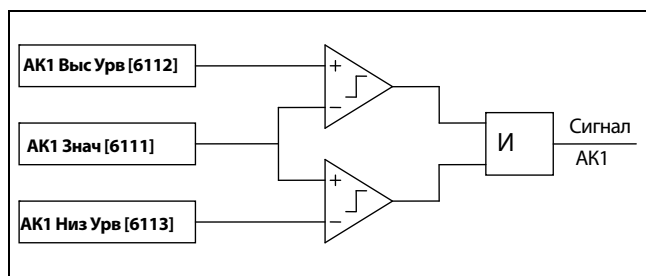 АК1 Выс Урв [6112]
+
−
АК1 Знач [6111]
И
Сигнал
АК1
+
−
АК1 Низ Урв [6113]